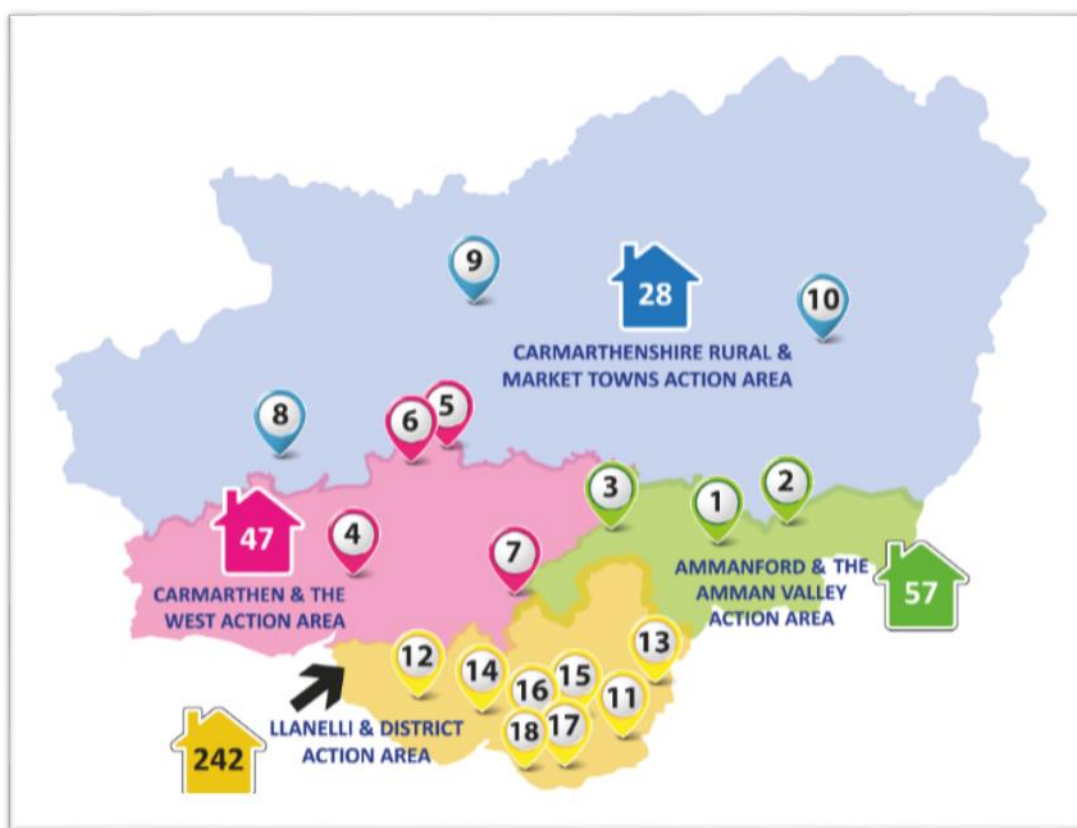 9
28
10
CARMARTHENSHIRE RURAL &
MARKET TOWNS ACTION AREA
8
6
5
3
1
2
47
4
7
CARMARTHEN & THE
WEST ACTION AREA
AMMANFORD & THE
AMMAN VALLEY
ACTION AREA
57
12
14
16
15
13
11
18
17
LLANELLI & DISTRICT
ACTION AREA
242